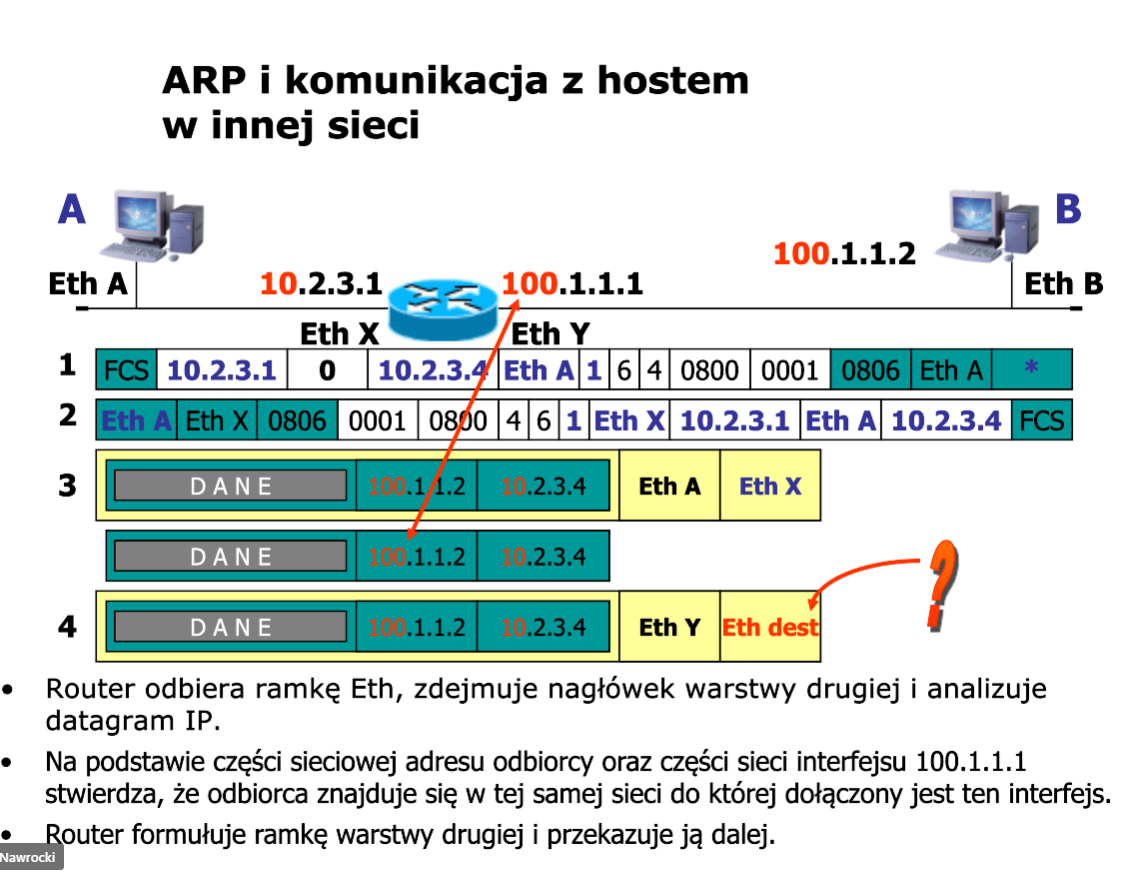 ARP i komunikacja z hostem
w innej sieci
A
B
100.1.1.2
Eth A
10.2.3.1
100.1.1.1
Eth B
Eth X
Eth Y
1 FCS 10.2.3.1 0 10.2.3.4 Eth A 1 6 4 0800 0001 0806 Eth A *
2 Eth A Eth X 0806 0001 0800 4 6 1 Eth X 10.2.3.1 Eth A 10.2.3.4 FCS
3 DANE 100.1.1.2 10.2.3.4 Eth A Eth X
DANE 100.1.1.2 10.2.3.4
?
4 DANE 100.1.1.2 10.2.3.4 Eth Y Eth dest
• Router odbiera ramkę Eth, zdejmuje nagłówek warstwy drugiej i analizuje
datagram IP.
• Na podstawie części sieciowej adresu odbiorcy oraz części sieci interfejsu 100.1.1.1
stwierdza, że odbiorca znajduje się w tej samej sieci do której dołączony jest ten interfejs.
• Router formułuje ramkę warstwy drugiej i przekazuje ją dalej.
Nawrocki